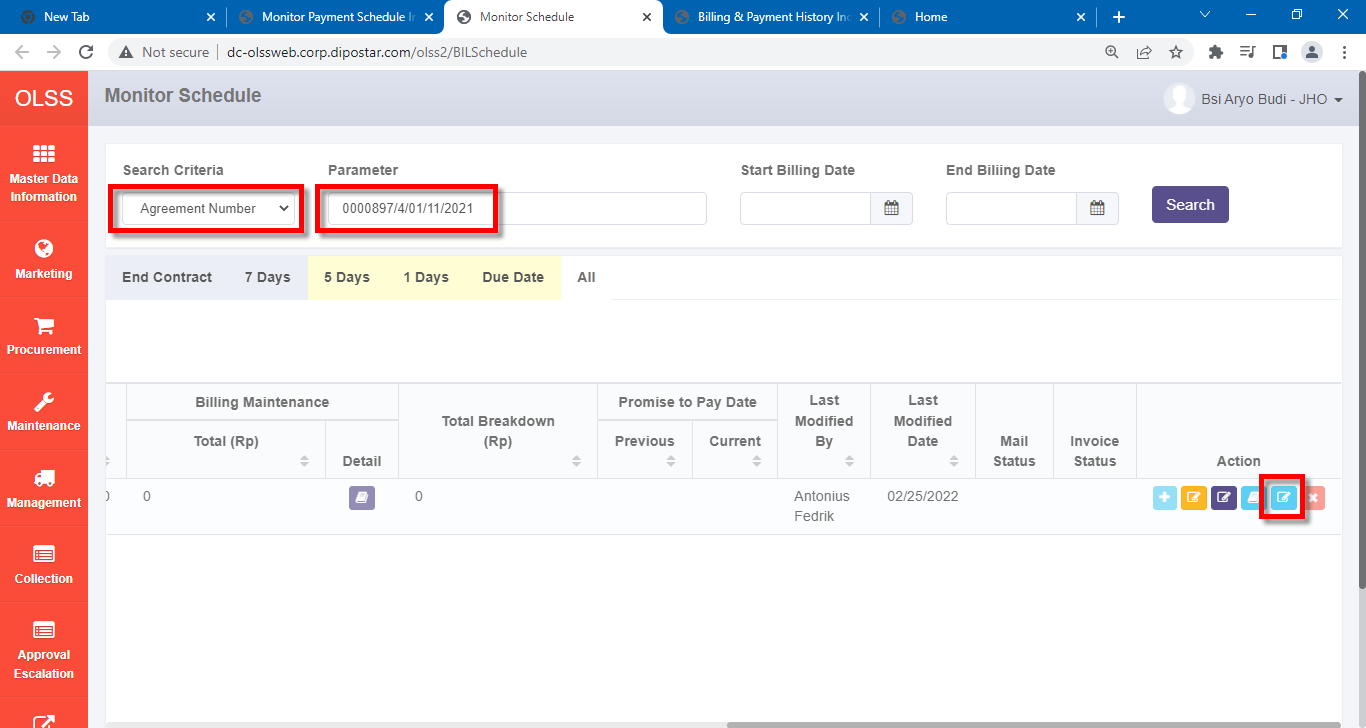 New Tab
Monitor Payment Schedule In
Monitor Schedule
Billing & Payment History Inc
Home
Not secure
dc-olssweb.corp.dipostar.com/olss2/BILSchedule
OLSS
Monitor Schedule
Bsi Aryo Budi - JHO
Master Data
Information
Marketing
Procurement
Maintenance
Management
Collection
Approval
Escalation
Search Criteria
Parameter
Start Billing Date
End Biliing Date
Agreement Number
0000897/4/01/11/2021
Search
End Contract
7 Days
5 Days
1 Days
Due Date
All
Billing Maintenance
Total (Rp)
Detail
Total Breakdown
(Rp)
Promise to Pay Date
Previous
Current
Last
Modified
By
Last
Modified
Date
Mail
Status
Invoice
Status
Action
0
0
Antonius
Fedrik
02/25/2022